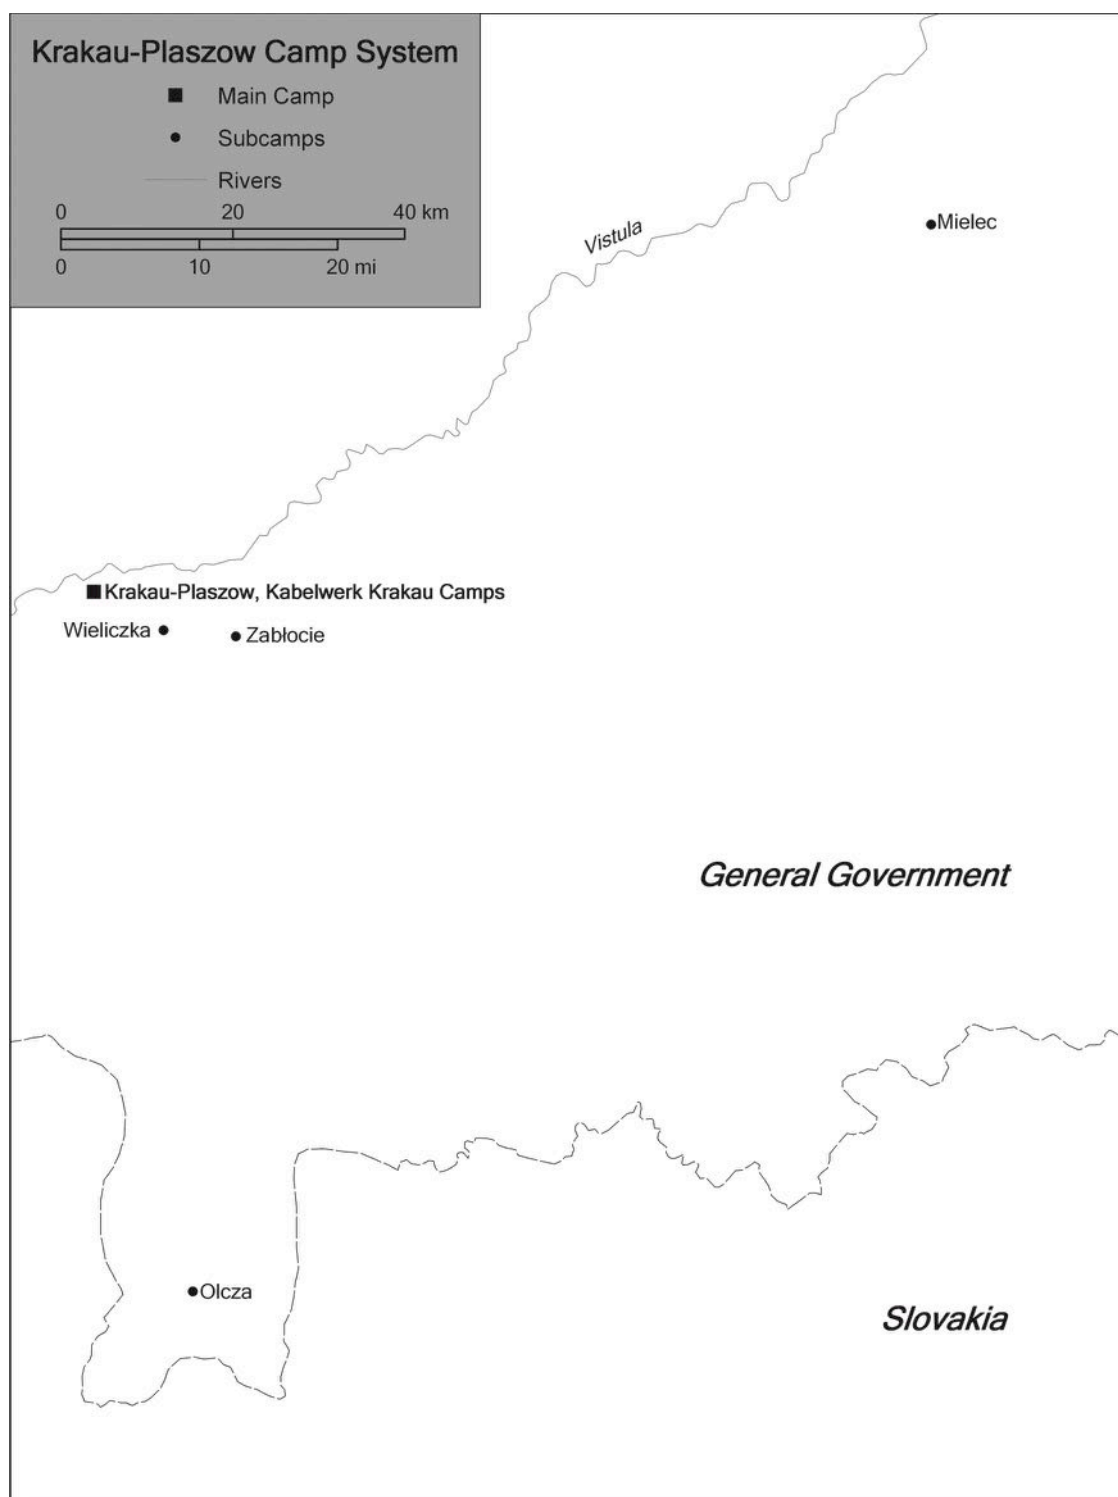 Krakau-Plaszow Camp System
Main Camp
Subcamps
Rivers
0 20 40 km
0 10 20 mi
Vistula
Mielec
Krakau-Plaszow, Kabelwerk Krakau Camps
Wieliczka
Zabłocie
General Government
Olcza
Slovakia